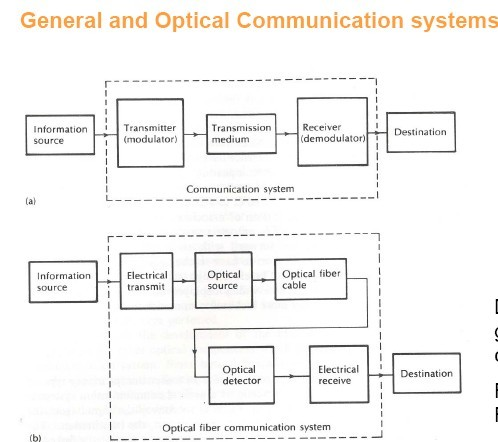 General and Optical Communication systems
Information
source
Transmitter
(modulator)
Transmission
medium
Receiver
(demodulator)
Destination
Communication system
(a)
Information
source
Electrical
transmit
Optical
source
Optical fiber
cable
Optical
detector
Electrical
receive
Destination
Optical fiber communication system
(b)